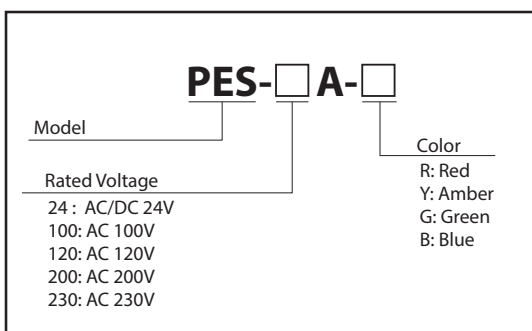 PES-□ A-□
Model
Rated Voltage
24 : AC/DC 24V
100: AC 100V
120: AC 120V
200: AC 200V
230: AC 230V
Color
R: Red
Y: Amber
G: Green
B: Blue